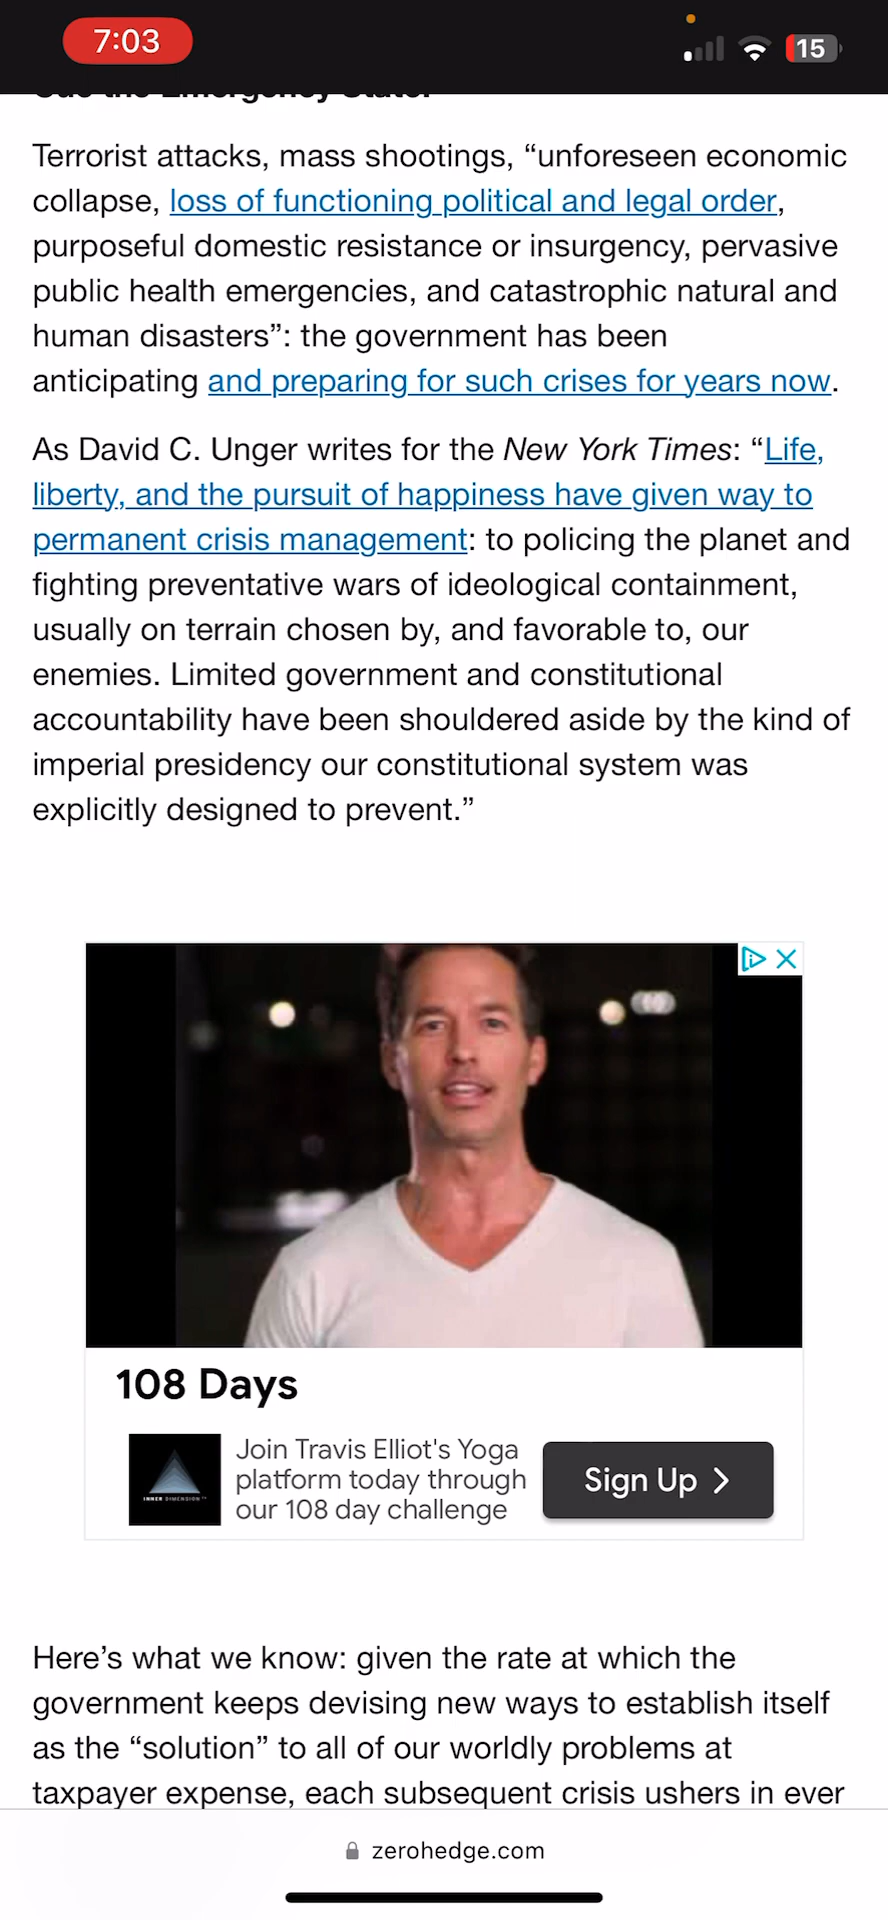 7:03
15
Cue the Emergency State.
Terrorist attacks, mass shootings, “unforeseen economic
collapse, loss of functioning political and legal order,
purposeful domestic resistance or insurgency, pervasive
public health emergencies, and catastrophic natural and
human disasters”: the government has been
anticipating and preparing for such crises for years now.
As David C. Unger writes for the New York Times: “Life,
liberty, and the pursuit of happiness have given way to
permanent crisis management: to policing the planet and
fighting preventative wars of ideological containment,
usually on terrain chosen by, and favorable to, our
enemies. Limited government and constitutional
accountability have been shouldered aside by the kind of
imperial presidency our constitutional system was
explicitly designed to prevent.”
108 Days
INNER DIMENSION
Join Travis Elliot's Yoga
platform today through
our 108 day challenge
Sign Up
Here’s what we know: given the rate at which the
government keeps devising new ways to establish itself
as the “solution” to all of our worldly problems at
taxpayer expense, each subsequent crisis ushers in ever
zerohedge.com